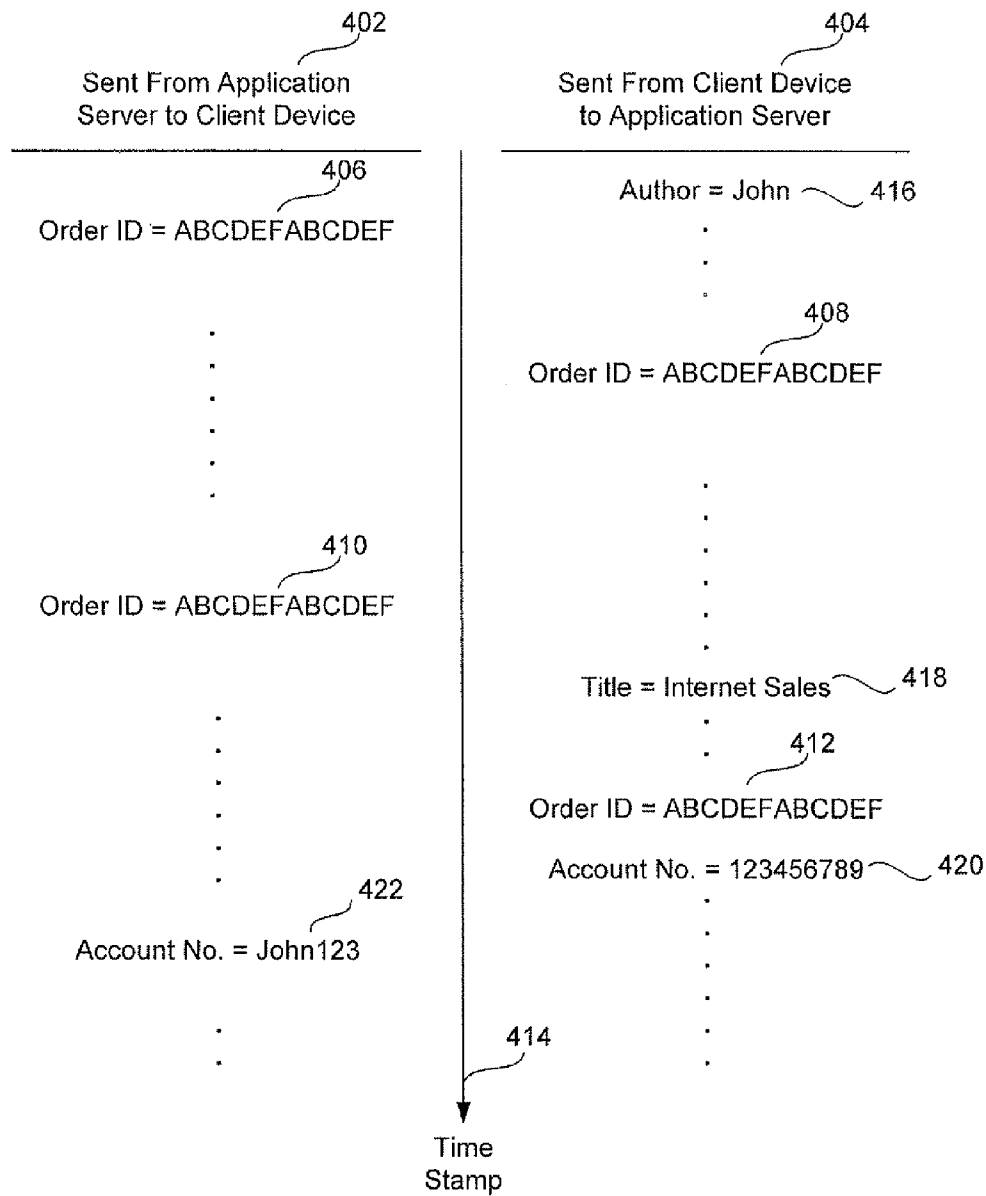 402
404
Sent From Application
Server to Client Device
Sent From Client Device
to Application Server
406
Order ID = ABCDEFABCDEF
Author = John
416
408
Order ID = ABCDEFABCDEF
410
Order ID = ABCDEFABCDEF
Title = Internet Sales
418
412
Order ID = ABCDEFABCDEF
Account No. = 123456789
420
422
Account No. = John123
414
Time
Stamp